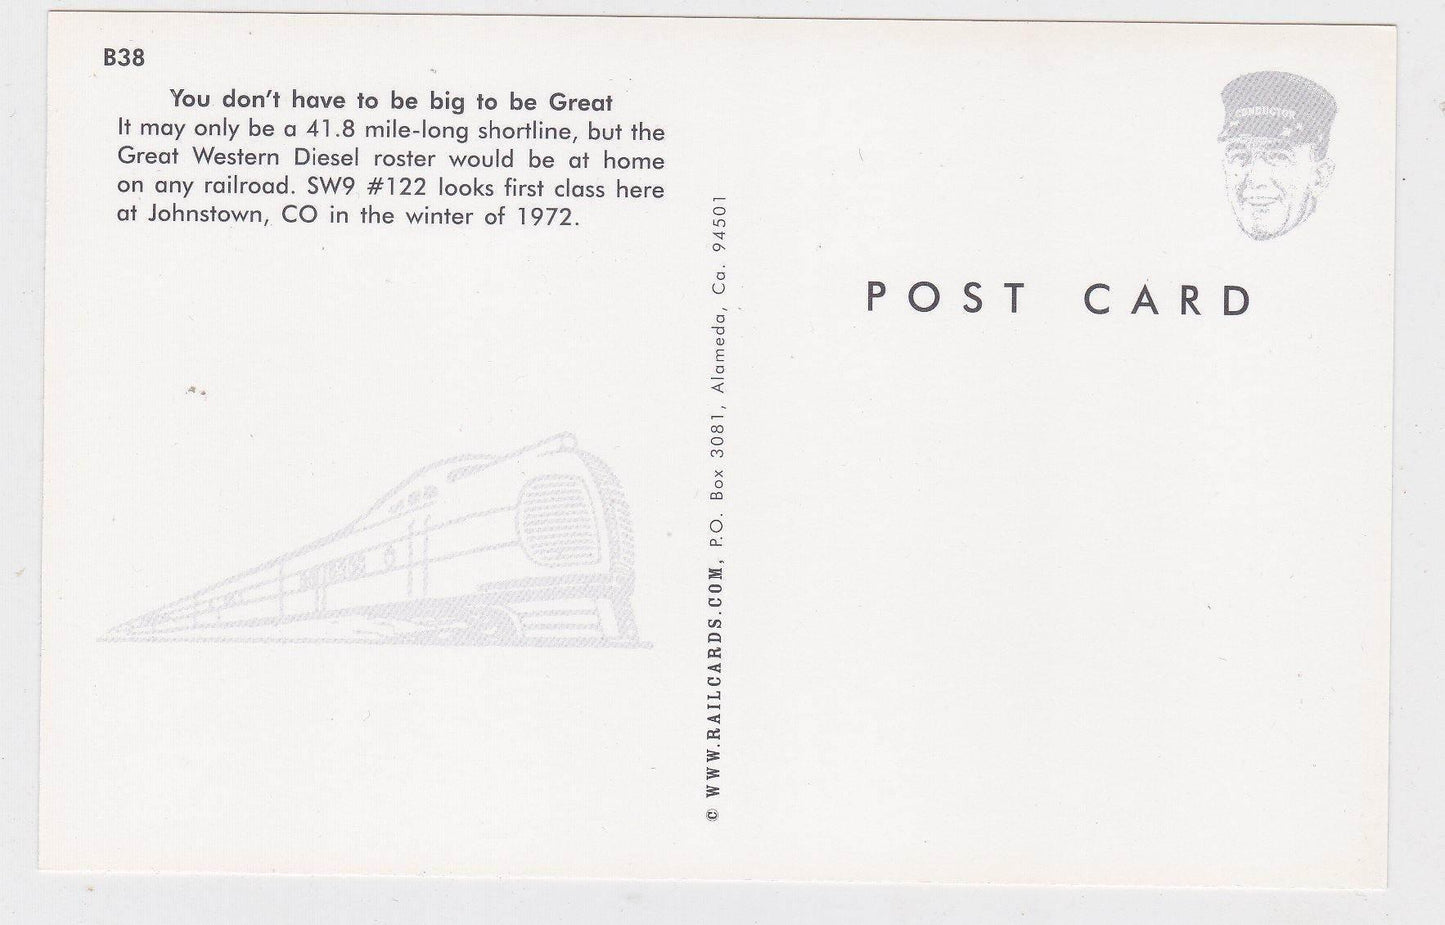 B38
You don't have to be big to be Great
It may only be a 41.8 mile-long shortline, but the
Great Western Diesel roster would be at home
on any railroad. SW9 #122 looks first class here
at Johnstown, CO in the winter of 1972.
© WWW.RAILCARDS.COM, P.O. Box 3081, Alameda, Ca. 94501
CONDUCTOR
POST CARD